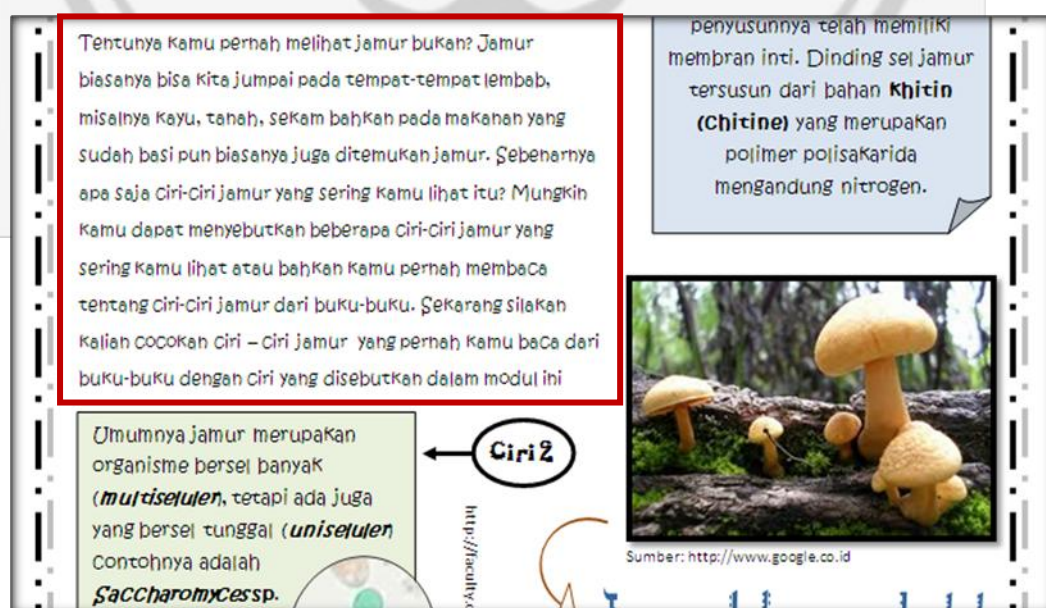 Tentunya kamu pernah melihat jamur bukan? Jamur
biasanya bisa kita jumpai pada tempat-tempat lembab,
misalnya kayu, tanah, sekam bahkan pada makanan yang
sudah basi pun biasanya juga ditemukan jamur. Sebenarnya
apa saja ciri-ciri jamur yang sering kamu lihat itu? Mungkin
kamu dapat menyebutkan beberapa ciri-ciri jamur yang
sering kamu lihat atau bahkan kamu pernah membaca
tentang ciri-ciri jamur dari buku-buku. Sekarang silakan
kalian cocokan ciri – ciri jamur yang pernah kamu baca dari
buku-buku dengan ciri yang disebutkan dalam modul ini
penyusunnya telah memiliki
membran inti. Dinding sel jamur
tersusun dari bahan Khitin
(Chitine) yang merupakan
polimer polisakarida
mengandung nitrogen.
Umumnya jamur merupakan
organisme bersel banyak
(multiseluler), tetapi ada juga
yang bersel tunggal (uniseluler)
Contohnya adalah
Saccharomycessp.
Ciri 2
http://faculty.c
Sumber: http://www.google.co.id